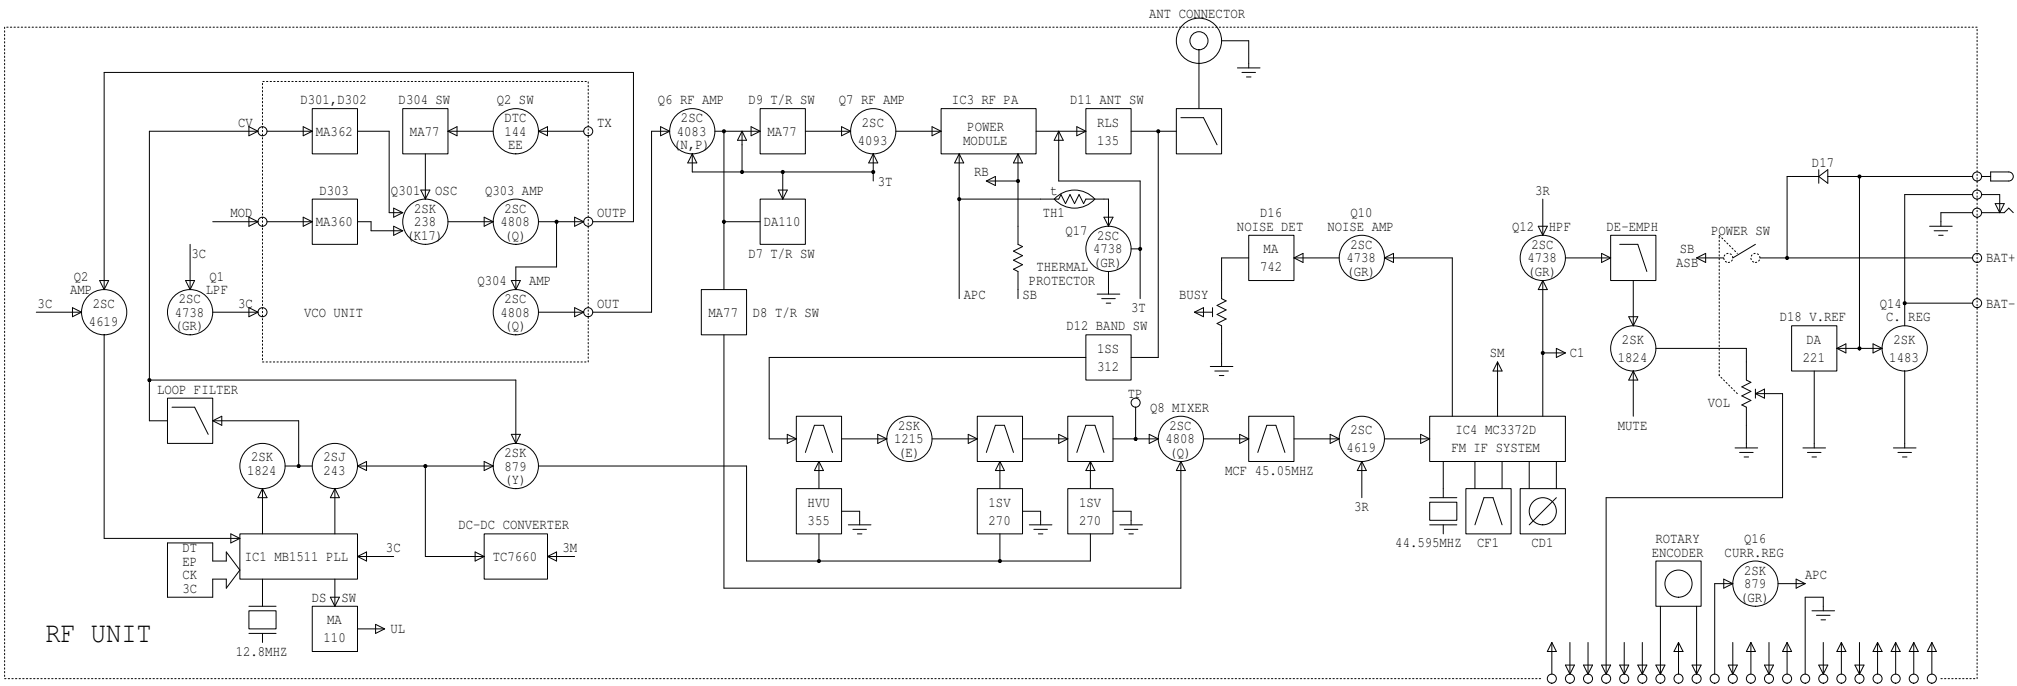 ANT CONNECTOR
D301,D302
D304 SW
Q2 SW
Q6 RF AMP
D9 T/R SW
Q7 RF AMP
IC3 RF PA
D11 ANT SW
CV
MA362
MA77
DTC
144
EE
TX
2SC
4083
(N,P)
MA77
2SC
4093
POWER
MODULE
RLS
135
D303
Q301 OSC
Q303 AMP
3T
RB
t
TH1
D17
MOD
MA360
2SK
238
(K17)
2SC
4808
(Q)
OUTP
DA110
D7 T/R SW
Q17
2SC
4738
(GR)
THERMAL
PROTECTOR
D16
NOISE DET
MA
742
Q10
NOISE AMP
2SC
4738
(GR)
3R
Q12 HPF
2SC
4738
(GR)
DE-EMPH
POWER SW
SB
ASB
BAT+
3C
Q2
AMP
Q1
LPF
3C
2SC
4619
2SC
4738
(GR)
3C
VCO UNIT
Q304 AMP
2SC
4808
(Q)
OUT
MA77
D8 T/R SW
APC
SB
3T
BUSY
Q14
C. REG
BAT-
D12 BAND SW
1SS
312
SM
C1
2SK
1824
D18 V.REF
DA
221
2SK
1483
LOOP FILTER
TP
VOL
MUTE
2SK
1824
2SJ
243
2SK
879
(Y)
2SK
1215
(E)
Q8 MIXER
2SC
4808
(Q)
MCF 45.05MHZ
2SC
4619
3R
IC4 MC3372D
FM IF SYSTEM
HVU
355
1SV
270
1SV
270
44.595MHZ
CF1
CD1
DC-DC CONVERTER
DT
EP
CK
3C
IC1 MB1511 PLL
3C
TC7660
3M
ROTARY
ENCODER
Q16
CURR.REG
2SK
879
(GR)
APC
DS SW
MA
110
UL
12.8MHZ
RF UNIT